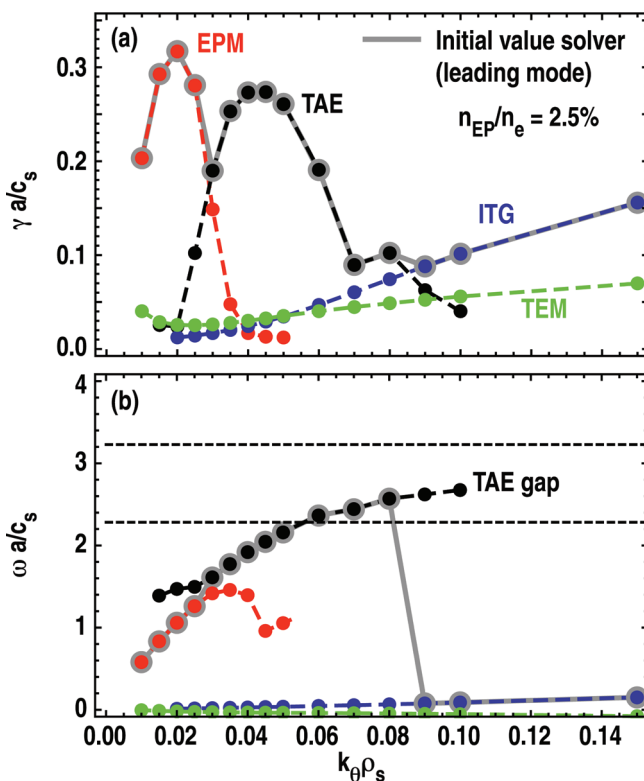 (a)
EPM
Initial value solver
(leading mode)
TAE
n_EP/n_e = 2.5%
ITG
TEM
γ a/c_s
0.3
0.2
0.1
0.0
(b)
TAE gap
ω a/c_s
4
3
2
1
0
0.00 0.02 0.04 0.06 0.08 0.10 0.12 0.14
k_θρ_s